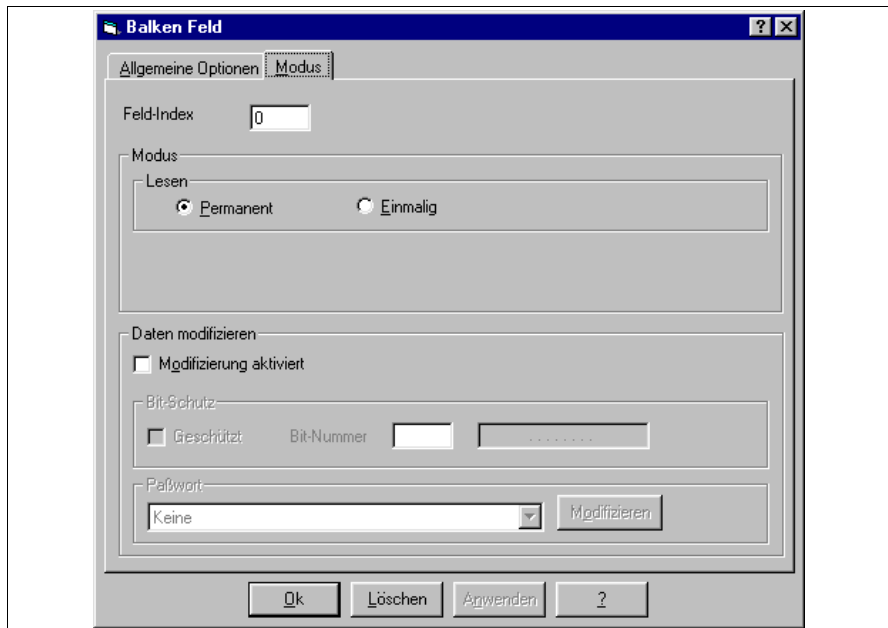 Balken Feld
Allgemeine Optionen Modus
Feld-Index 0
Modus
Lesen
Permanent Einmalig
Daten modifizieren
Modifizierung aktiviert
Bit-Schutz
Geschützt Bit-Nummer ........
Paßwort
Keine Modifizieren
Ok Löschen Anwenden ?